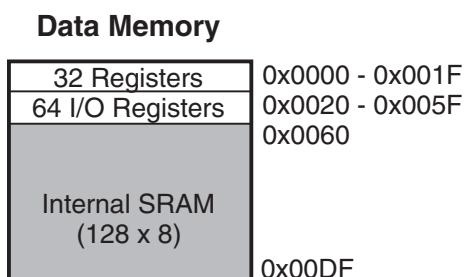 Data Memory
32 Registers 0x0000 - 0x001F
64 I/O Registers 0x0020 - 0x005F
0x0060
Internal SRAM
(128 x 8)
0x00DF